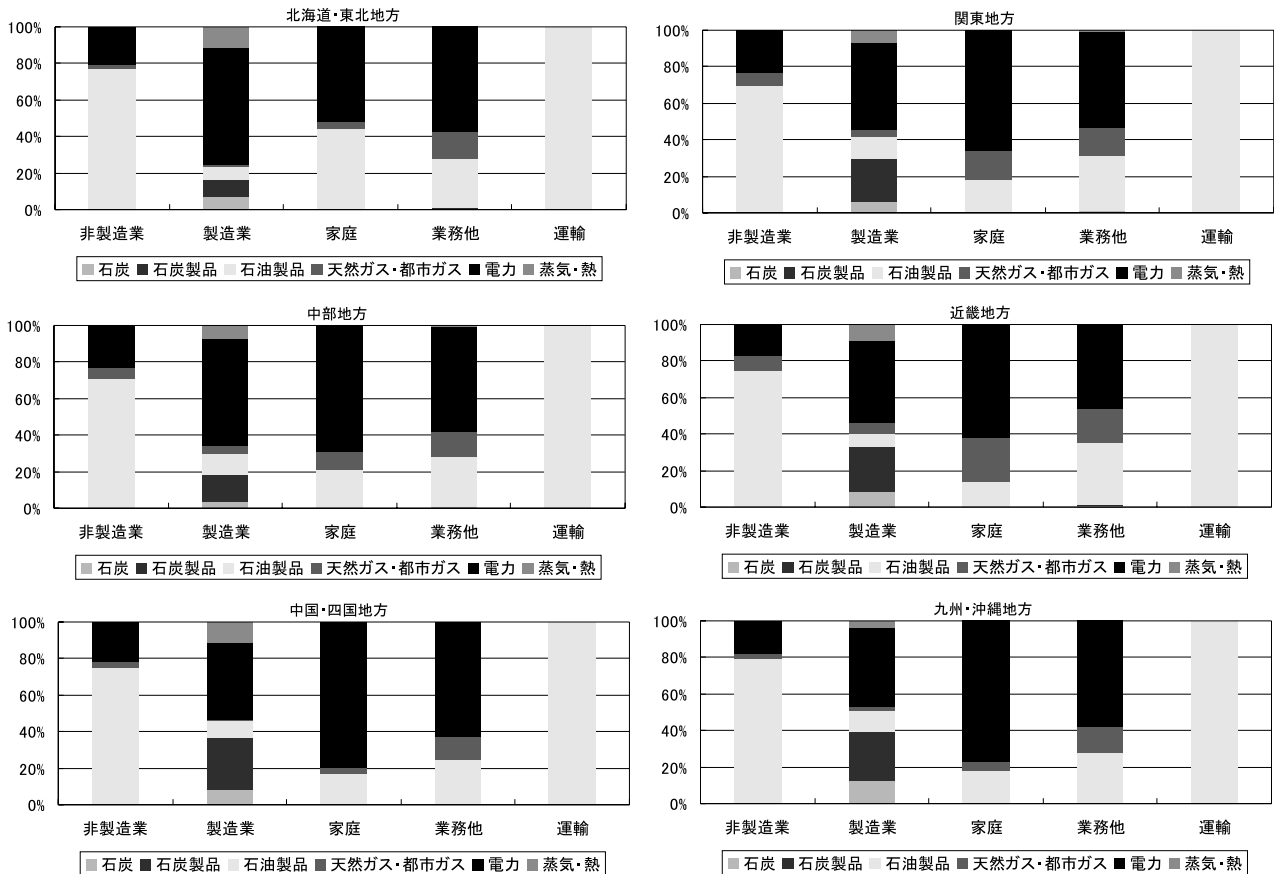 北海道・東北地方
100%
80%
60%
40%
20%
0%
非製造業 製造業 家庭 業務他 運輸
石炭 石炭製品 石油製品 天然ガス・都市ガス 電力 蒸気・熱
関東地方
100%
80%
60%
40%
20%
0%
非製造業 製造業 家庭 業務他 運輸
石炭 石炭製品 石油製品 天然ガス・都市ガス 電力 蒸気・熱
中部地方
100%
80%
60%
40%
20%
0%
非製造業 製造業 家庭 業務他 運輸
石炭 石炭製品 石油製品 天然ガス・都市ガス 電力 蒸気・熱
近畿地方
100%
80%
60%
40%
20%
0%
非製造業 製造業 家庭 業務他 運輸
石炭 石炭製品 石油製品 天然ガス・都市ガス 電力 蒸気・熱
中国・四国地方
100%
80%
60%
40%
20%
0%
非製造業 製造業 家庭 業務他 運輸
石炭 石炭製品 石油製品 天然ガス・都市ガス 電力 蒸気・熱
九州・沖縄地方
100%
80%
60%
40%
20%
0%
非製造業 製造業 家庭 業務他 運輸
石炭 石炭製品 石油製品 天然ガス・都市ガス 電力 蒸気・熱